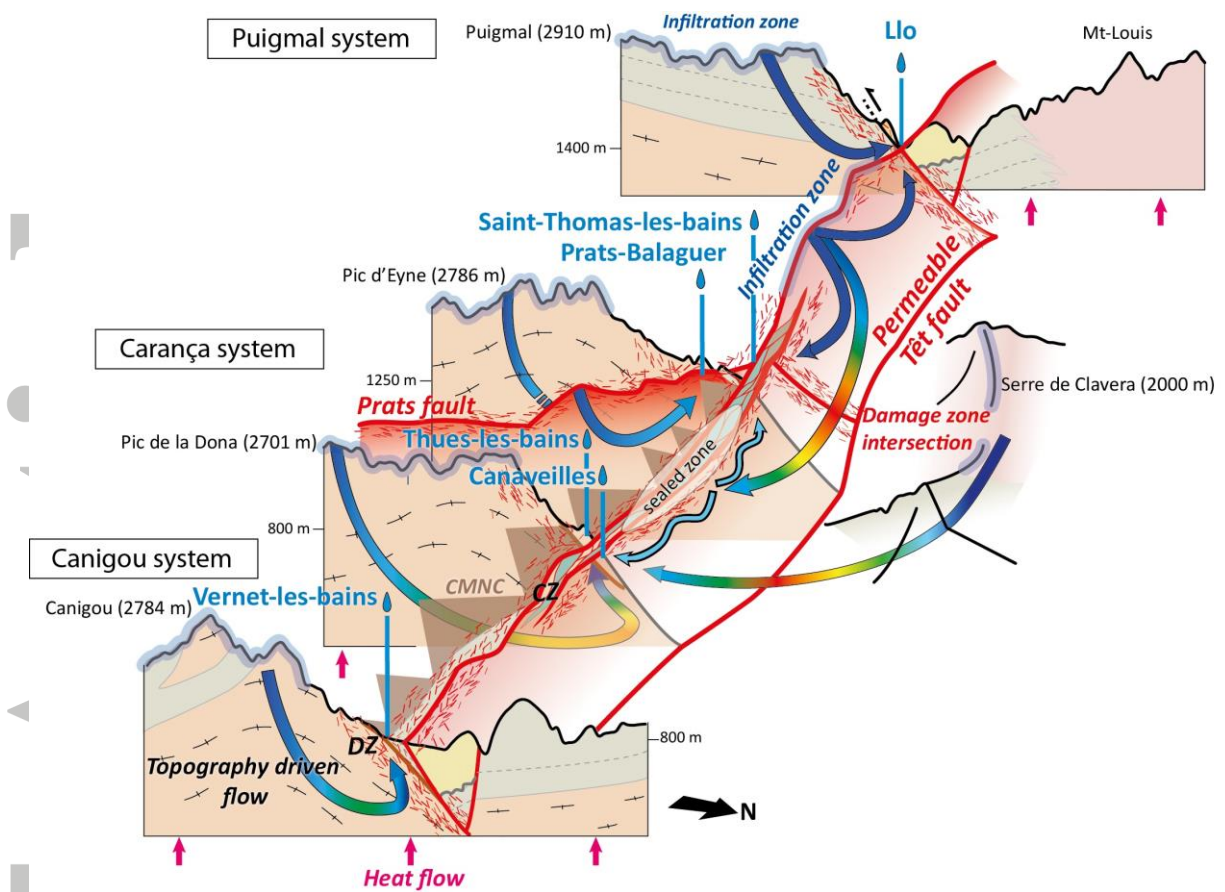 Puigmal system
Puigmal (2910 m)
Infiltration zone
Llo
Mt-Louis
1400 m
Saint-Thomas-les-bains
Prats-Balaguer
Infiltration zone
Permeable
Têt fault
Pic d'Eyne (2786 m)
Carança system
1250 m
Prats fault
Serre de Clavera (2000 m)
Damage zone
intersection
Pic de la Dona (2701 m)
Thues-les-bains
Canaveilles
sealed zone
800 m
Canigou system
CMNC
CZ
Canigou (2784 m)
Vernet-les-bains
DZ
800 m
Topography driven
flow
N
Heat flow